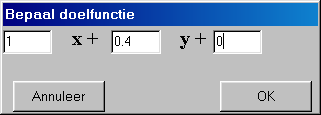 Bepaal doelfunctie
1 x + 0.4 y + 0
Annuleer OK